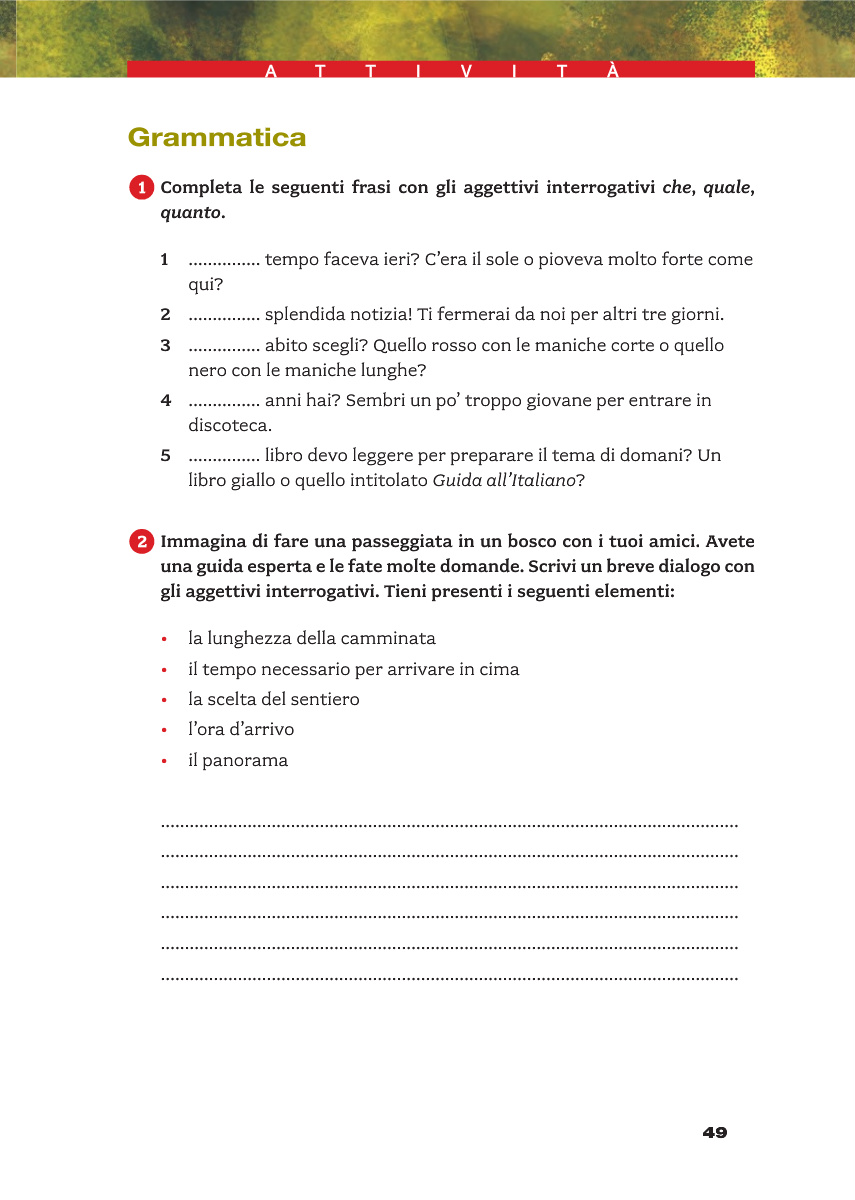 ATTIVITÀ
Grammatica
1 Completa le seguenti frasi con gli aggettivi interrogativi che, quale,
quanto.
1 ............... tempo faceva ieri? C’era il sole o pioveva molto forte come
qui?
2 ............... splendida notizia! Ti fermerai da noi per altri tre giorni.
3 ............... abito scegli? Quello rosso con le maniche corte o quello
nero con le maniche lunghe?
4 ............... anni hai? Sembri un po’ troppo giovane per entrare in
discoteca.
5 ............... libro devo leggere per preparare il tema di domani? Un
libro giallo o quello intitolato Guida all’Italiano?
2 Immagina di fare una passeggiata in un bosco con i tuoi amici. Avete
una guida esperta e le fate molte domande. Scrivi un breve dialogo con
gli aggettivi interrogativi. Tieni presenti i seguenti elementi:
• la lunghezza della camminata
• il tempo necessario per arrivare in cima
• la scelta del sentiero
• l’ora d’arrivo
• il panorama
........................................................................................................................
........................................................................................................................
........................................................................................................................
........................................................................................................................
........................................................................................................................
........................................................................................................................
49